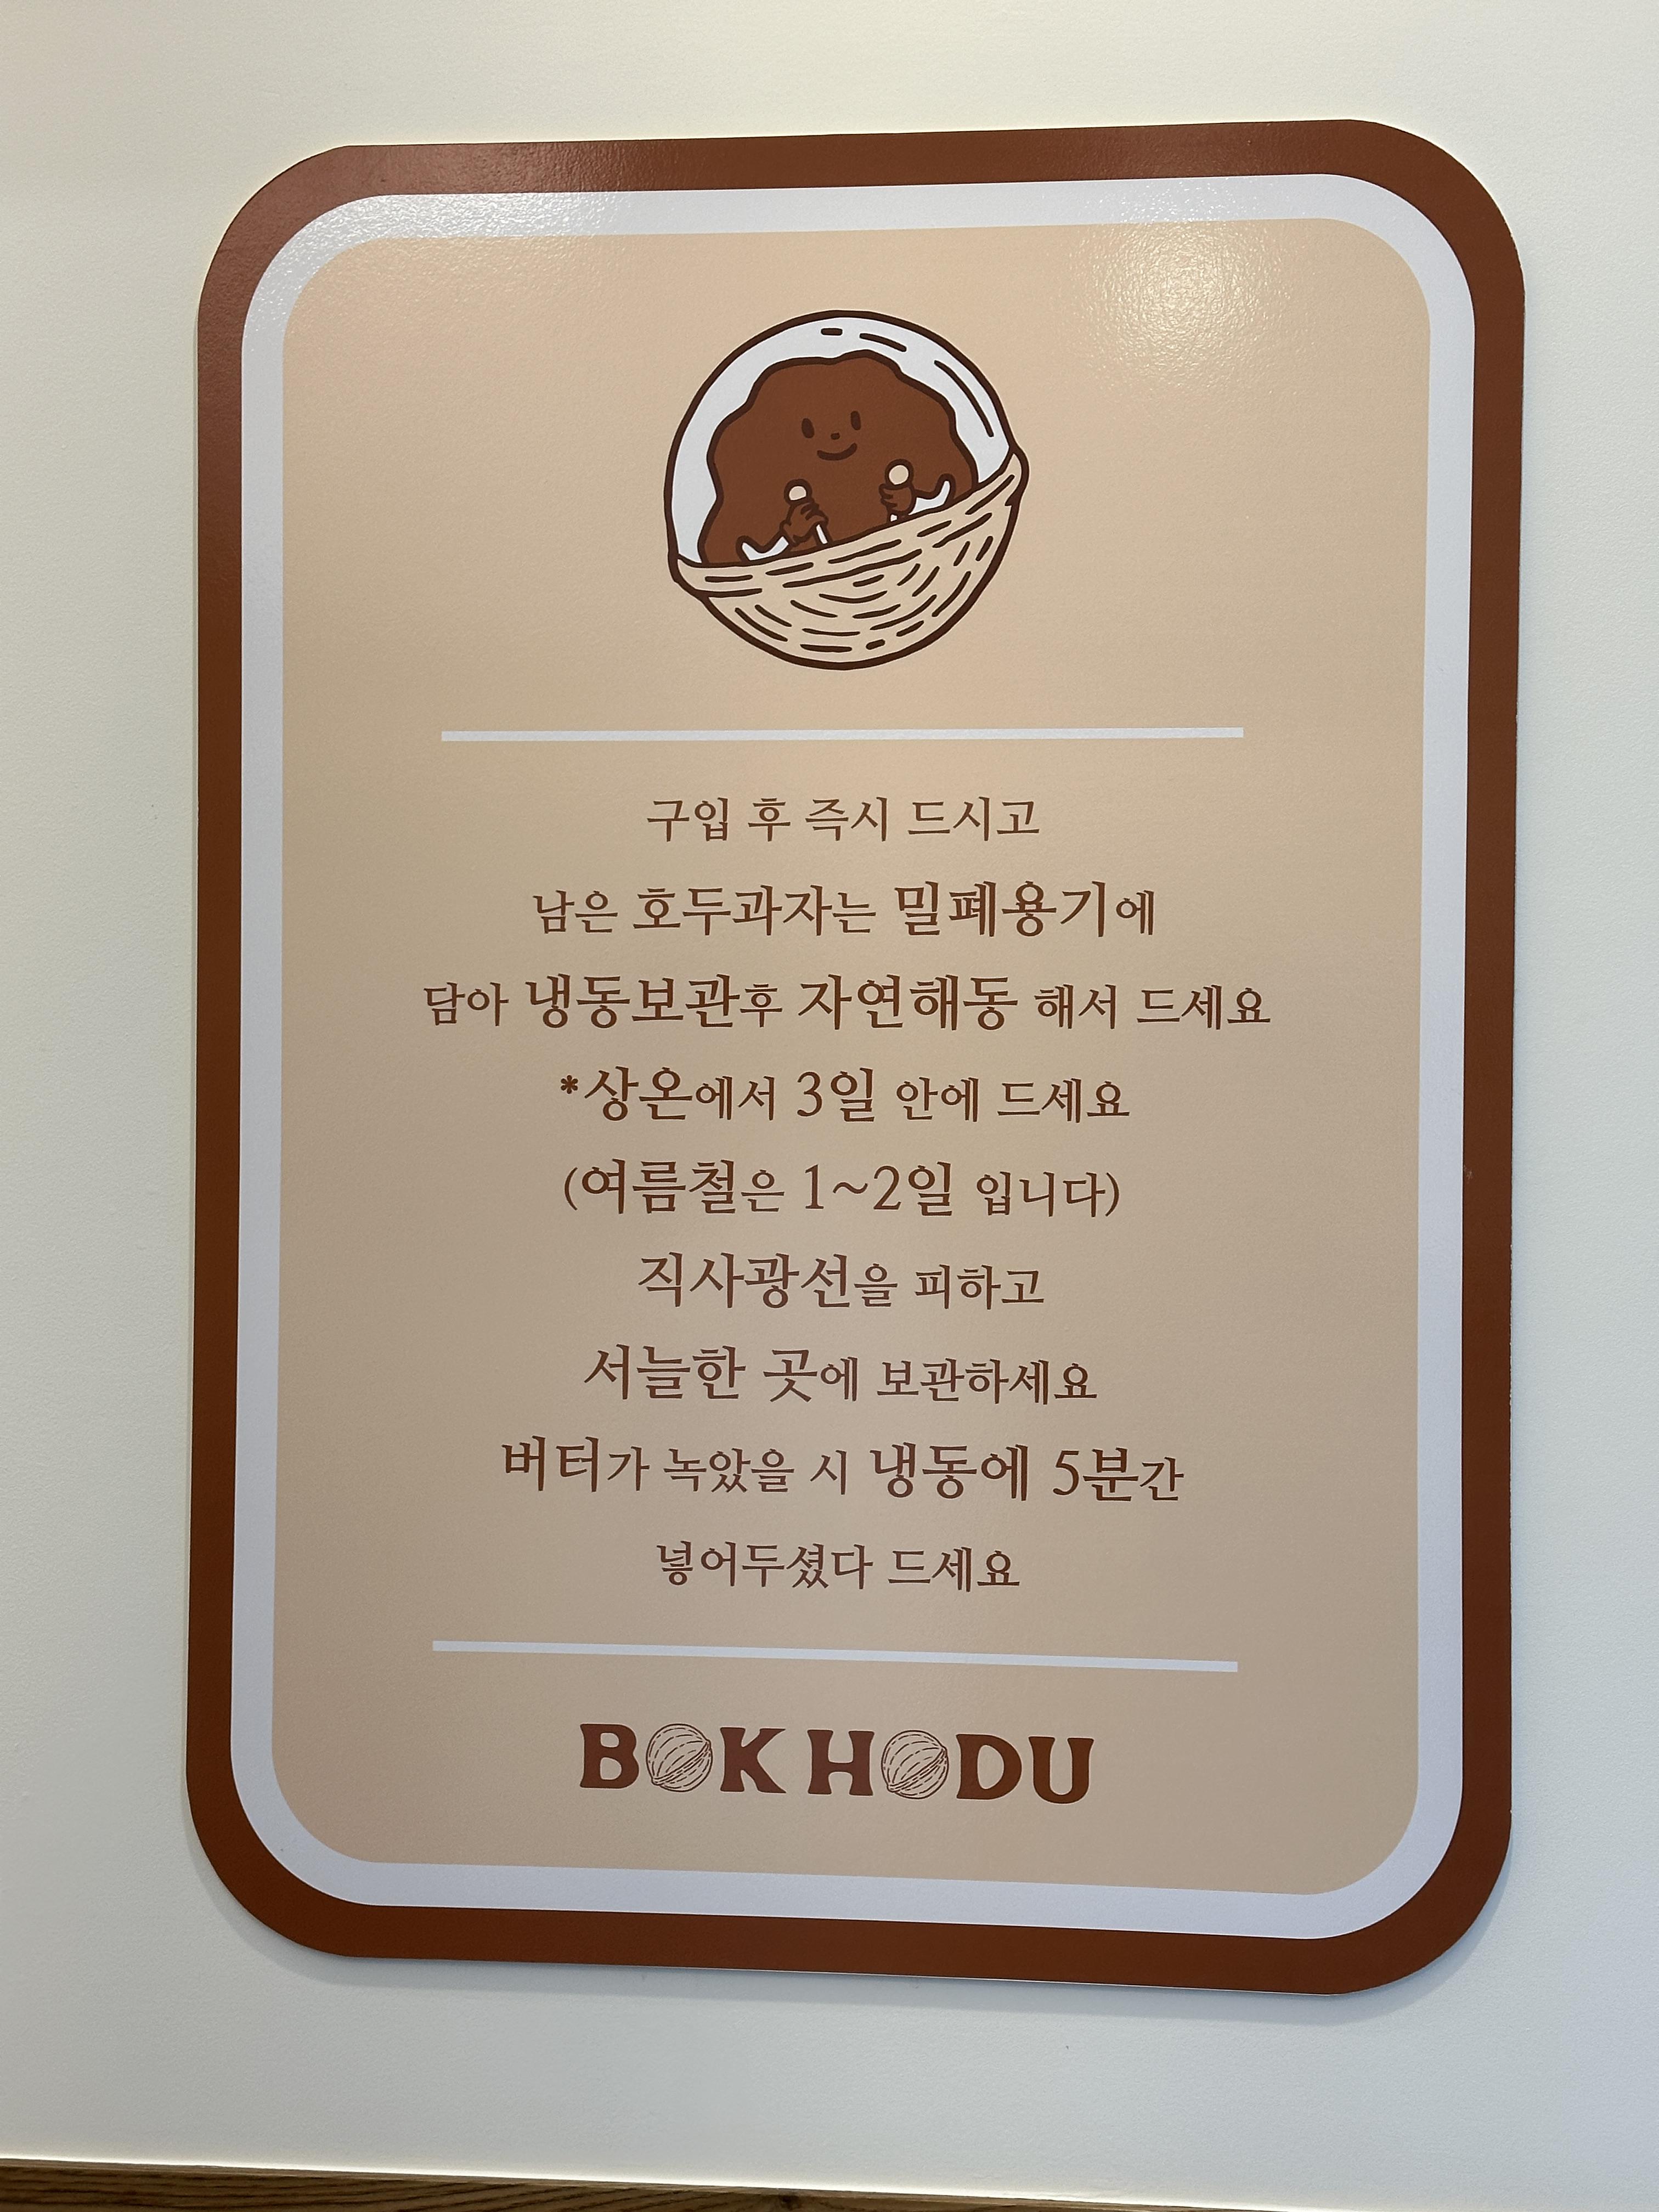 구입 후 즉시 드시고
남은 호두과자는 밀폐용기에
담아 냉동보관후 자연해동 해서 드세요
*상온에서 3일 안에 드세요
(여름철은 1~2일 입니다)
직사광선을 피하고
서늘한 곳에 보관하세요
버터가 녹았을 시 냉동에 5분간
넣어두셨다 드세요
BOK HODU